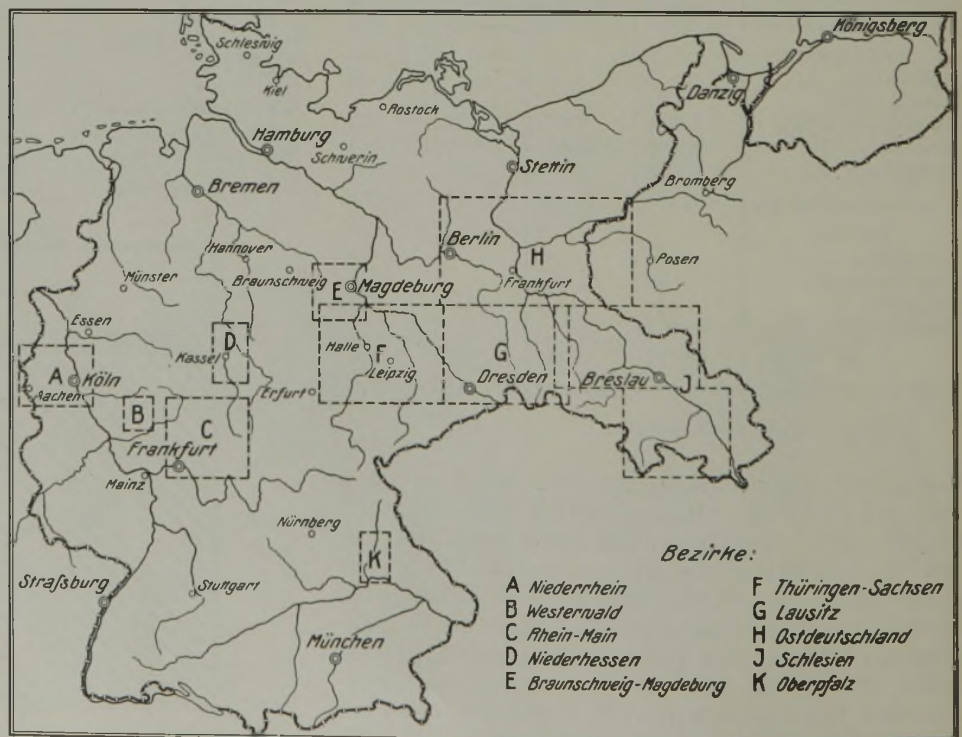 Königsberg
Schleswig
Kiel
Danzig
Rostock
Hamburg
Schwerin
Stettin
Bremen
Bromberg
Hannover
Berlin
H
Frankfurt
Posen
Münster
Braunschweig
E
Magdeburg
Essen
Kassel
D
Halle
F
Leipzig
G
A
Köln
Aachen
Erfurt
Dresden
Breslau
J
B
C
Frankfurt
Mainz
Nürnberg
K
Straßburg
Stuttgart
München
Bezirke:
A Niederrhein
B Westerwald
C Rhein-Main
D Niederhessen
E Braunschweig-Magdeburg
F Thüringen-Sachsen
G Lausitz
H Ostdeutschland
J Schlesien
K Oberpfalz